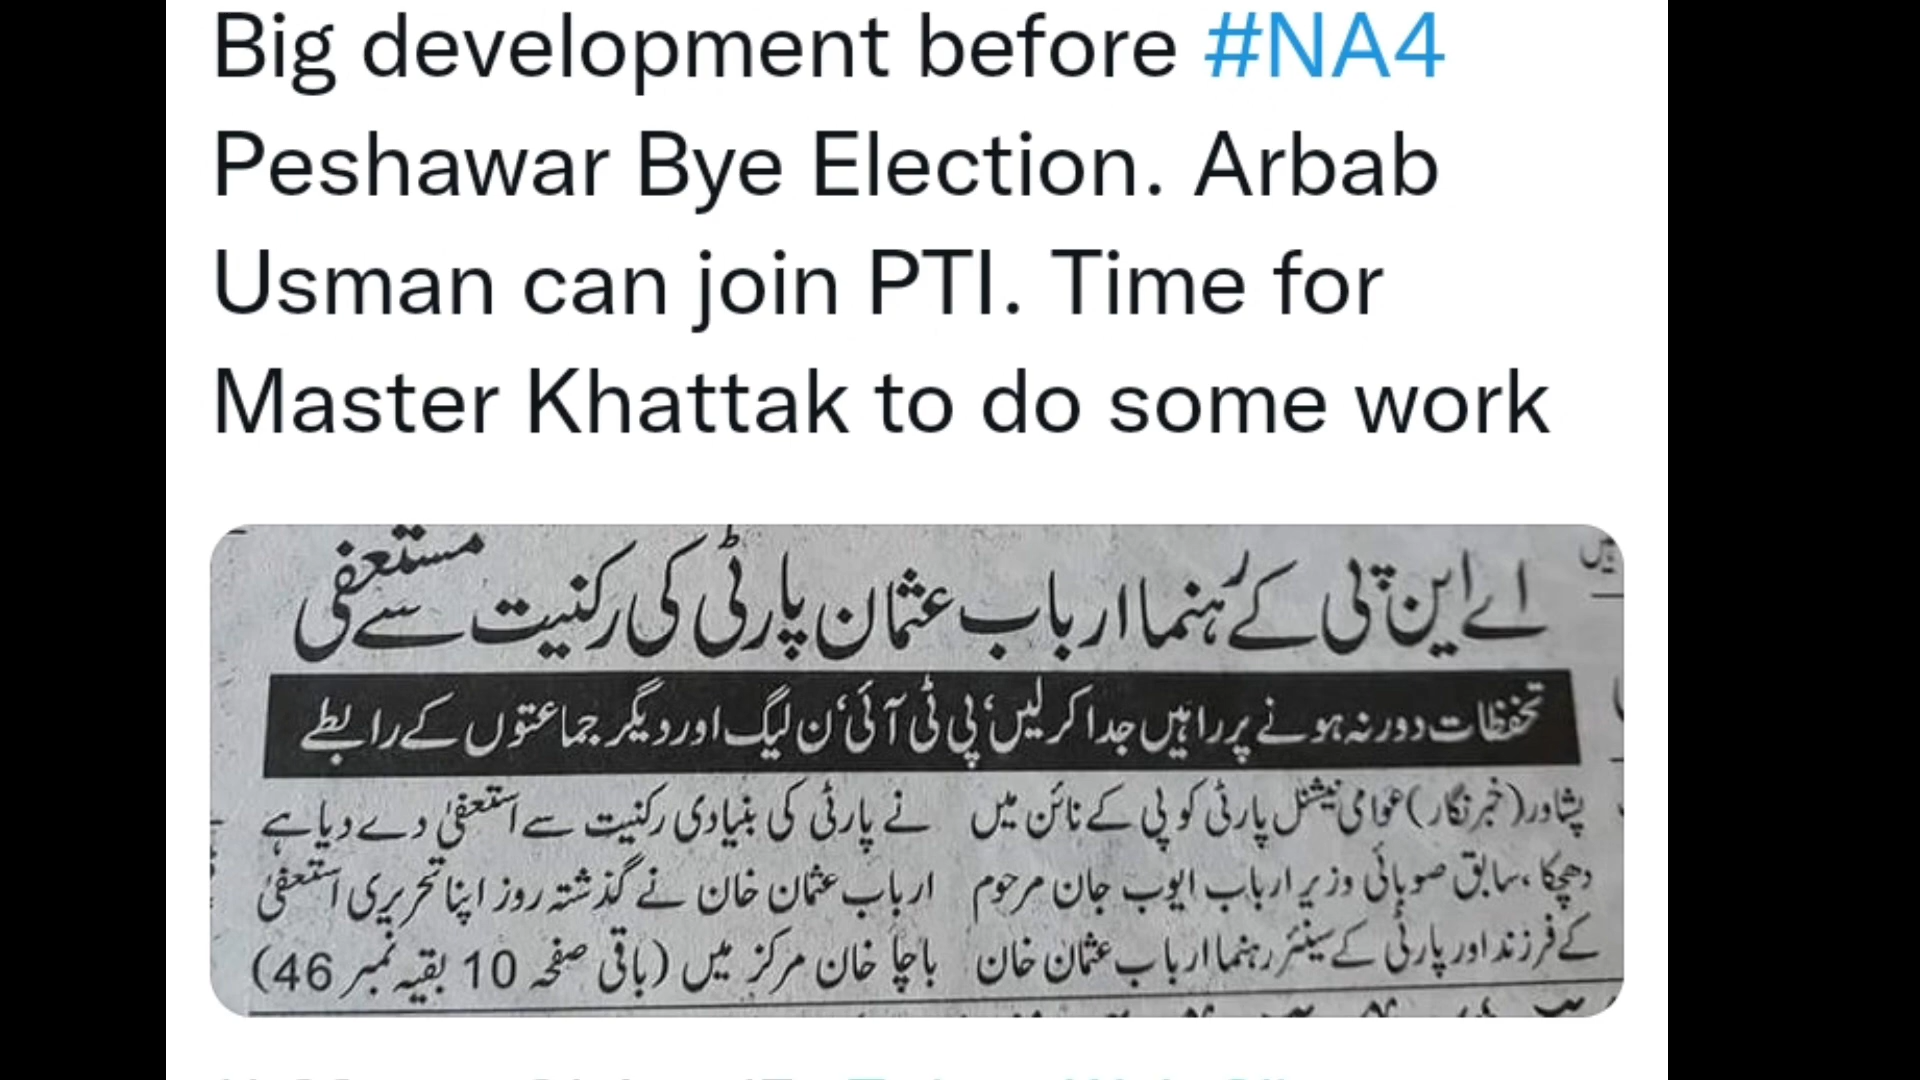 Big development before #NA4
Peshawar Bye Election. Arbab
Usman can join PTI. Time for
Master Khattak to do some work
اے این پی کے رُہنما ارباب عثمان پارٹی کی رکنیت سے مستعفی
تحفظات دور نہ ہونے پر راہیں جدا کر لیں‘ پی ٹی آئی‘ ن لیگ اور دیگر جماعتوں کے رابطے
پشاور (خبر نگار) عوامی نیشنل پارٹی کو پی کے نائن میں
دھچکا، سابق صوبائی وزیر ارباب ایوب جان مرحوم
کے فرزند اور پارٹی کے سینئر رہنما ارباب عثمان خان
نے پارٹی کی بنیادی رکنیت سے استعفیٰ دے دیا ہے
ارباب عثمان خان نے گذشتہ روز اپنا تحریری استعفیٰ
باچا خان مرکز میں (باقی صفحہ 10 بقیہ نمبر 46)